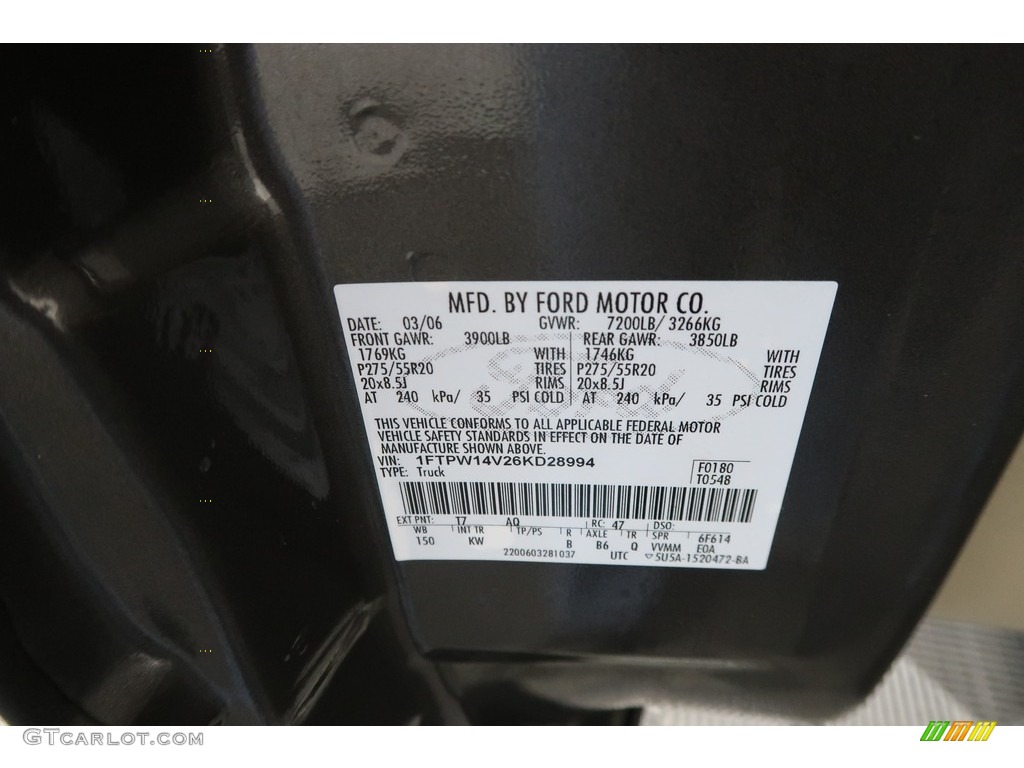 MFD. BY FORD MOTOR CO.
DATE: 03/06 GVWR: 7200LB/ 3266KG
FRONT GAWR: 3900LB REAR GAWR: 3850LB
1769KG WITH 1746KG WITH
P275/55R20 TIRES P275/55R20 TIRES
20x8.5J RIMS 20x8.5J RIMS
AT 240 kPa/ 35 PSI COLD AT 240 kPa/ 35 PSI COLD
Ford
THIS VEHICLE CONFORMS TO ALL APPLICABLE FEDERAL MOTOR
VEHICLE SAFETY STANDARDS IN EFFECT ON THE DATE OF
MANUFACTURE SHOWN ABOVE.
VIN: 1FTPW14V26KD28994 F0180
TYPE: Truck T0548
EXT PNT: T7 AQ RC: 47 DSO:
WB INT TR TP/PS R AXLE TR SPR 6F614
150 KW B B6 Q VVMM EOA
2200603281037 UTC 5U5A-1520472-BA
GTCarLot.com